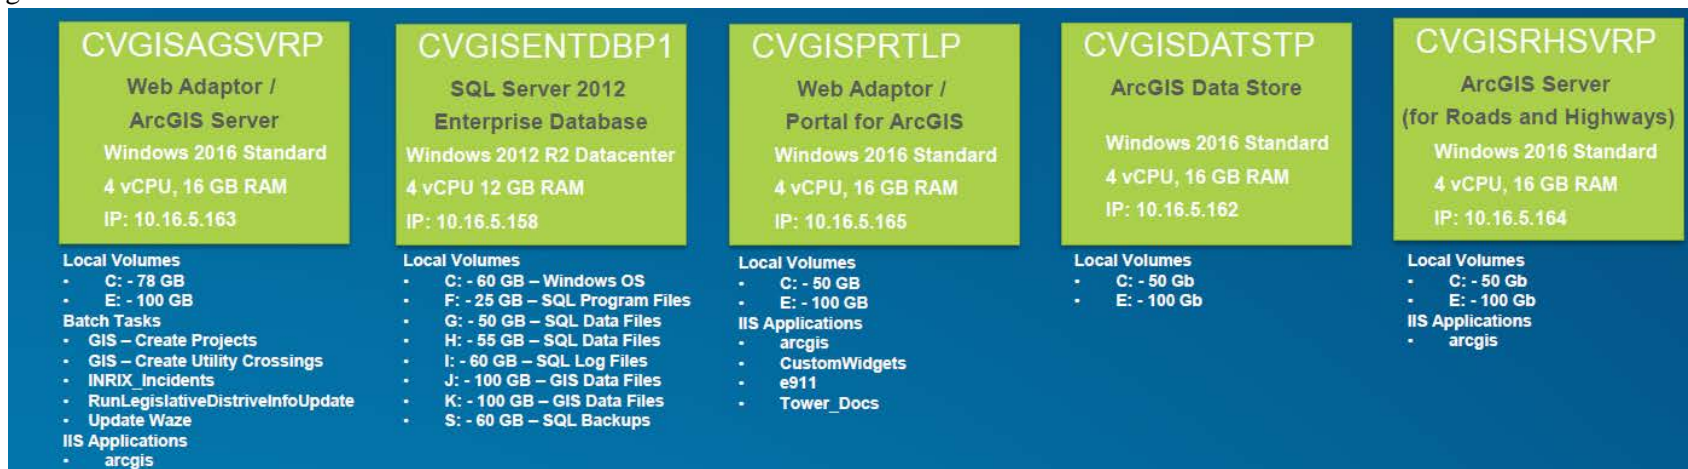 CVGISAGSVRP
Web Adaptor /
ArcGIS Server
Windows 2016 Standard
4 vCPU, 16 GB RAM
IP: 10.16.5.163
Local Volumes
• C: - 78 GB
• E: - 100 GB
Batch Tasks
• GIS – Create Projects
• GIS – Create Utility Crossings
• INRIX_Incidents
• RunLegislativeDistriveInfoUpdate
• Update Waze
IIS Applications
• arcgis
CVGISENTDBP1
SQL Server 2012
Enterprise Database
Windows 2012 R2 Datacenter
4 vCPU 12 GB RAM
IP: 10.16.5.158
Local Volumes
• C: - 60 GB – Windows OS
• F: - 25 GB – SQL Program Files
• G: - 50 GB – SQL Data Files
• H: - 55 GB – SQL Data Files
• I: - 60 GB – SQL Log Files
• J: - 100 GB – GIS Data Files
• K: - 100 GB – GIS Data Files
• S: - 60 GB – SQL Backups
CVGISPRTLP
Web Adaptor /
Portal for ArcGIS
Windows 2016 Standard
4 vCPU, 16 GB RAM
IP: 10.16.5.165
Local Volumes
• C: - 50 GB
• E: - 100 GB
IIS Applications
• arcgis
• CustomWidgets
• e911
• Tower_Docs
CVGISDATSTP
ArcGIS Data Store
Windows 2016 Standard
4 vCPU, 16 GB RAM
IP: 10.16.5.162
Local Volumes
• C: - 50 Gb
• E: - 100 Gb
CVGISRHSVRP
ArcGIS Server
(for Roads and Highways)
Windows 2016 Standard
4 vCPU, 16 GB RAM
IP: 10.16.5.164
Local Volumes
• C: - 50 Gb
• E: - 100 Gb
IIS Applications
• arcgis